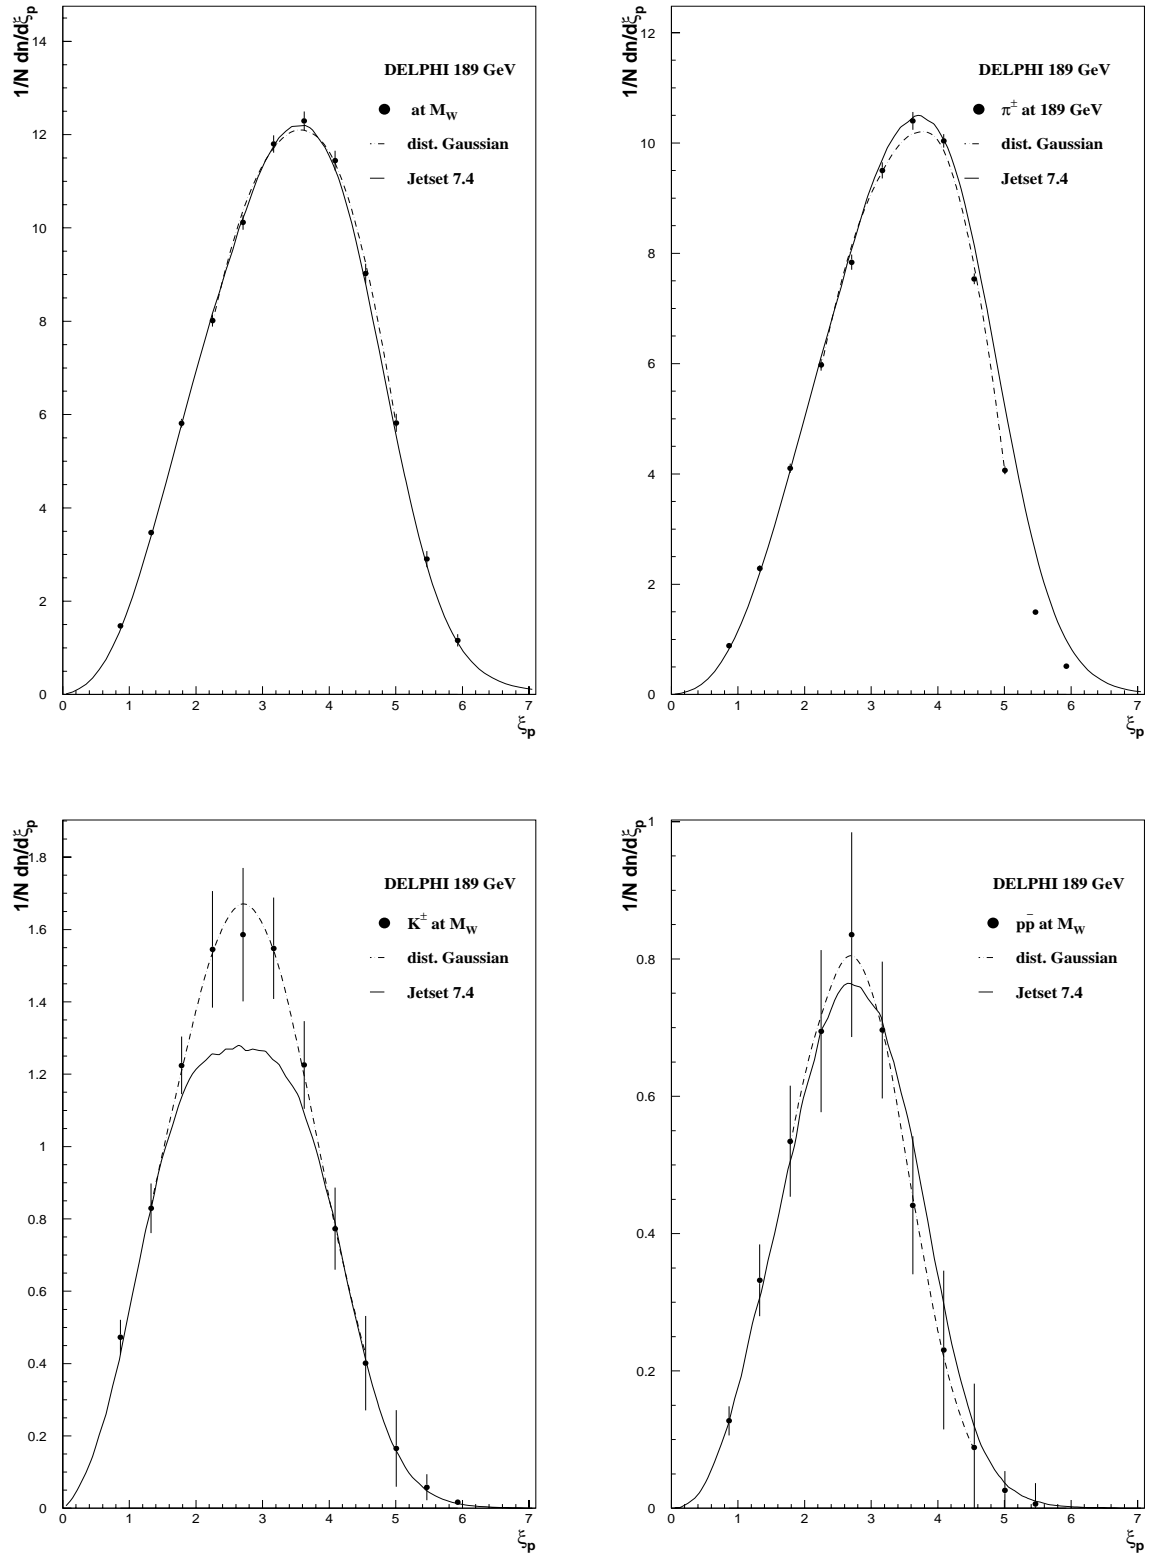 1/N dn/dξp
14
12
10
8
6
4
2
0
DELPHI 189 GeV
at MW
dist. Gaussian
Jetset 7.4
0 1 2 3 4 5 6 7
ξp
1/N dn/dξp
12
10
8
6
4
2
0
DELPHI 189 GeV
π± at 189 GeV
dist. Gaussian
Jetset 7.4
0 1 2 3 4 5 6 7
ξp
1/N dn/dξp
1.8
1.6
1.4
1.2
1
0.8
0.6
0.4
0.2
0
DELPHI 189 GeV
K± at MW
dist. Gaussian
Jetset 7.4
0 1 2 3 4 5 6 7
ξp
1/N dn/dξp
1
0.8
0.6
0.4
0.2
0
DELPHI 189 GeV
pp̄ at MW
dist. Gaussian
Jetset 7.4
0 1 2 3 4 5 6 7
ξp